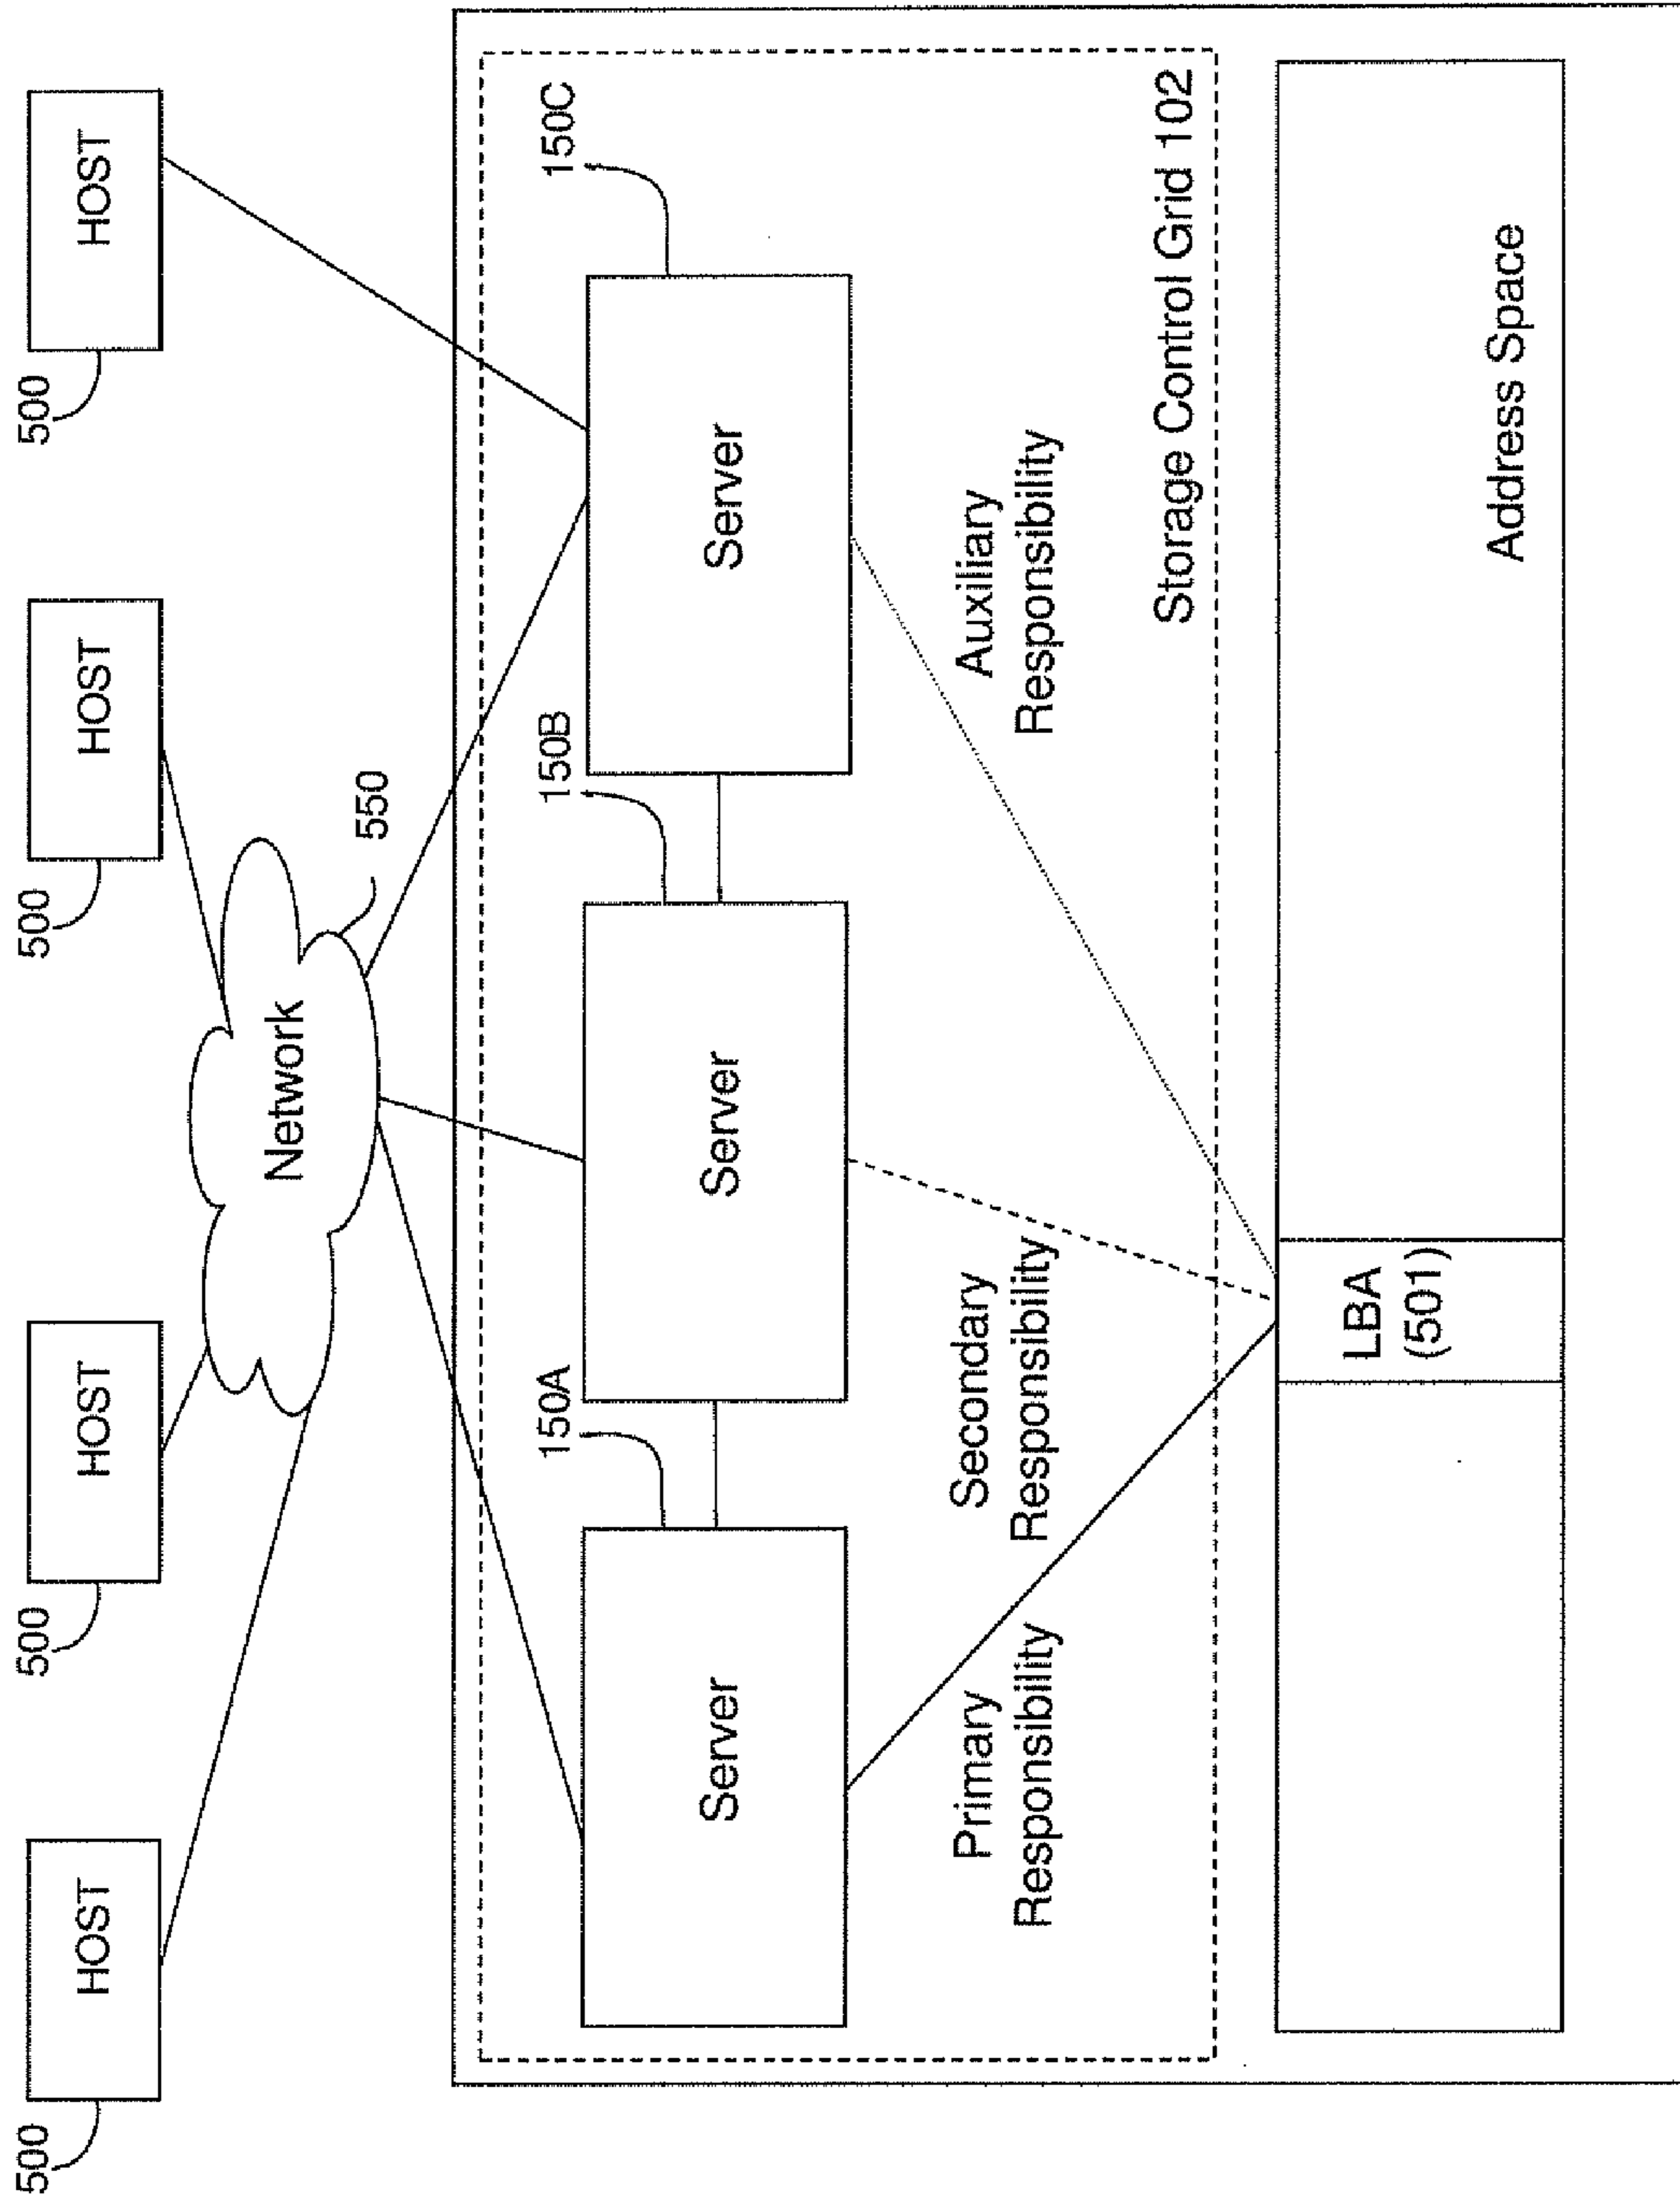 HOST
HOST
HOST
HOST
500
500
500
500
Network
550
150A
150B
150C
Server
Server
Server
Primary
Responsibility
Secondary
Responsibility
Auxiliary
Responsibility
Storage Control Grid 102
LBA
(501)
Address Space